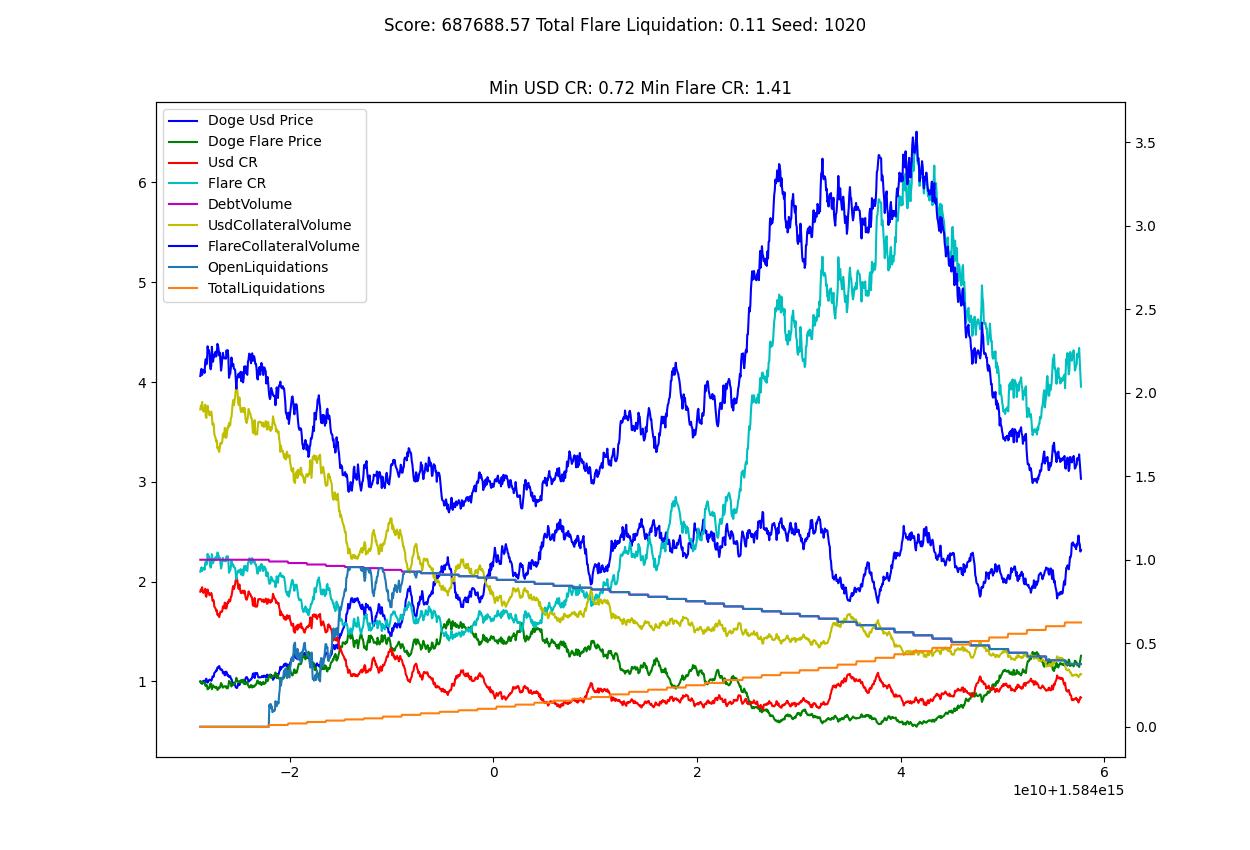 Score: 687688.57 Total Flare Liquidation: 0.11 Seed: 1020
Min USD CR: 0.72 Min Flare CR: 1.41
Doge Usd Price
Doge Flare Price
Usd CR
Flare CR
DebtVolume
UsdCollateralVolume
FlareCollateralVolume
OpenLiquidations
TotalLiquidations
6
5
4
3
2
1
3.5
3.0
2.5
2.0
1.5
1.0
0.5
0.0
−2 0 2 4 6
1e10+1.584e15